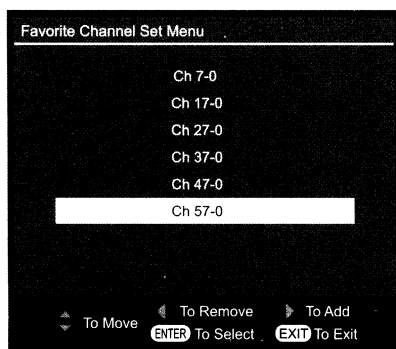 Favorite Channel Set Menu
Ch 7-0
Ch 17-0
Ch 27-0
Ch 37-0
Ch 47-0
Ch 57-0
To Move
To Remove
To Add
ENTER To Select
EXIT To Exit